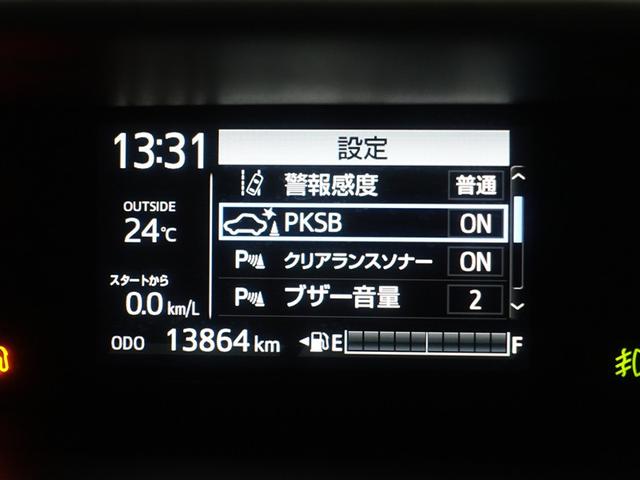 13:31
設定
警報感度 普通
OUTSIDE
24℃
PKSB ON
P クリアランスソナー ON
スタートから
0.0 km/L
P ブザー音量 2
ODO 13864 km
E F